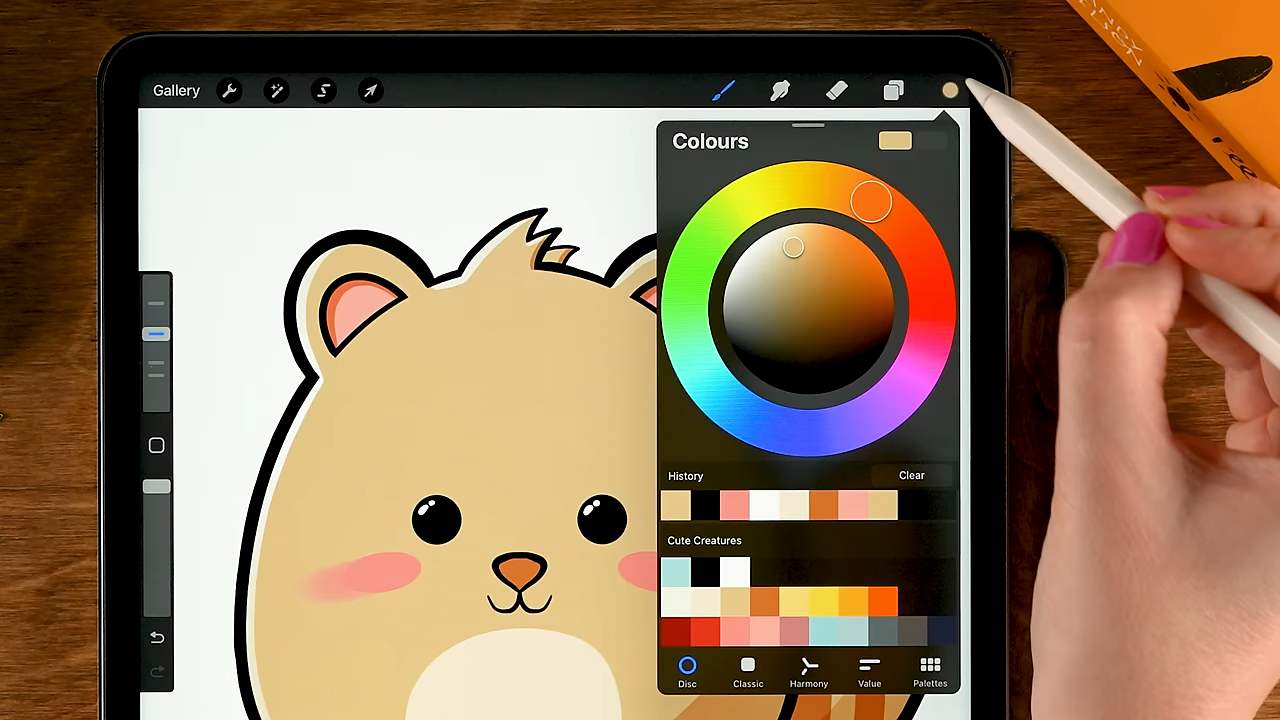 Gallery
Colours
History
Clear
Cute Creatures
Disc
Classic
Harmony
Value
Palettes